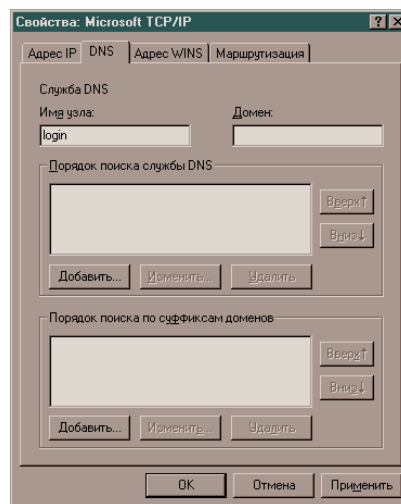 Свойства: Microsoft TCP/IP
Адрес IP DNS Адрес WINS Маршрутизация
Служба DNS
Имя узла: Домен:
login
Порядок поиска службы DNS
Вверх↑
Вниз↓
Добавить... Изменить... Удалить
Порядок поиска по суффиксам доменов
Вверх↑
Вниз↓
Добавить... Изменить... Удалить
OK Отмена Применить